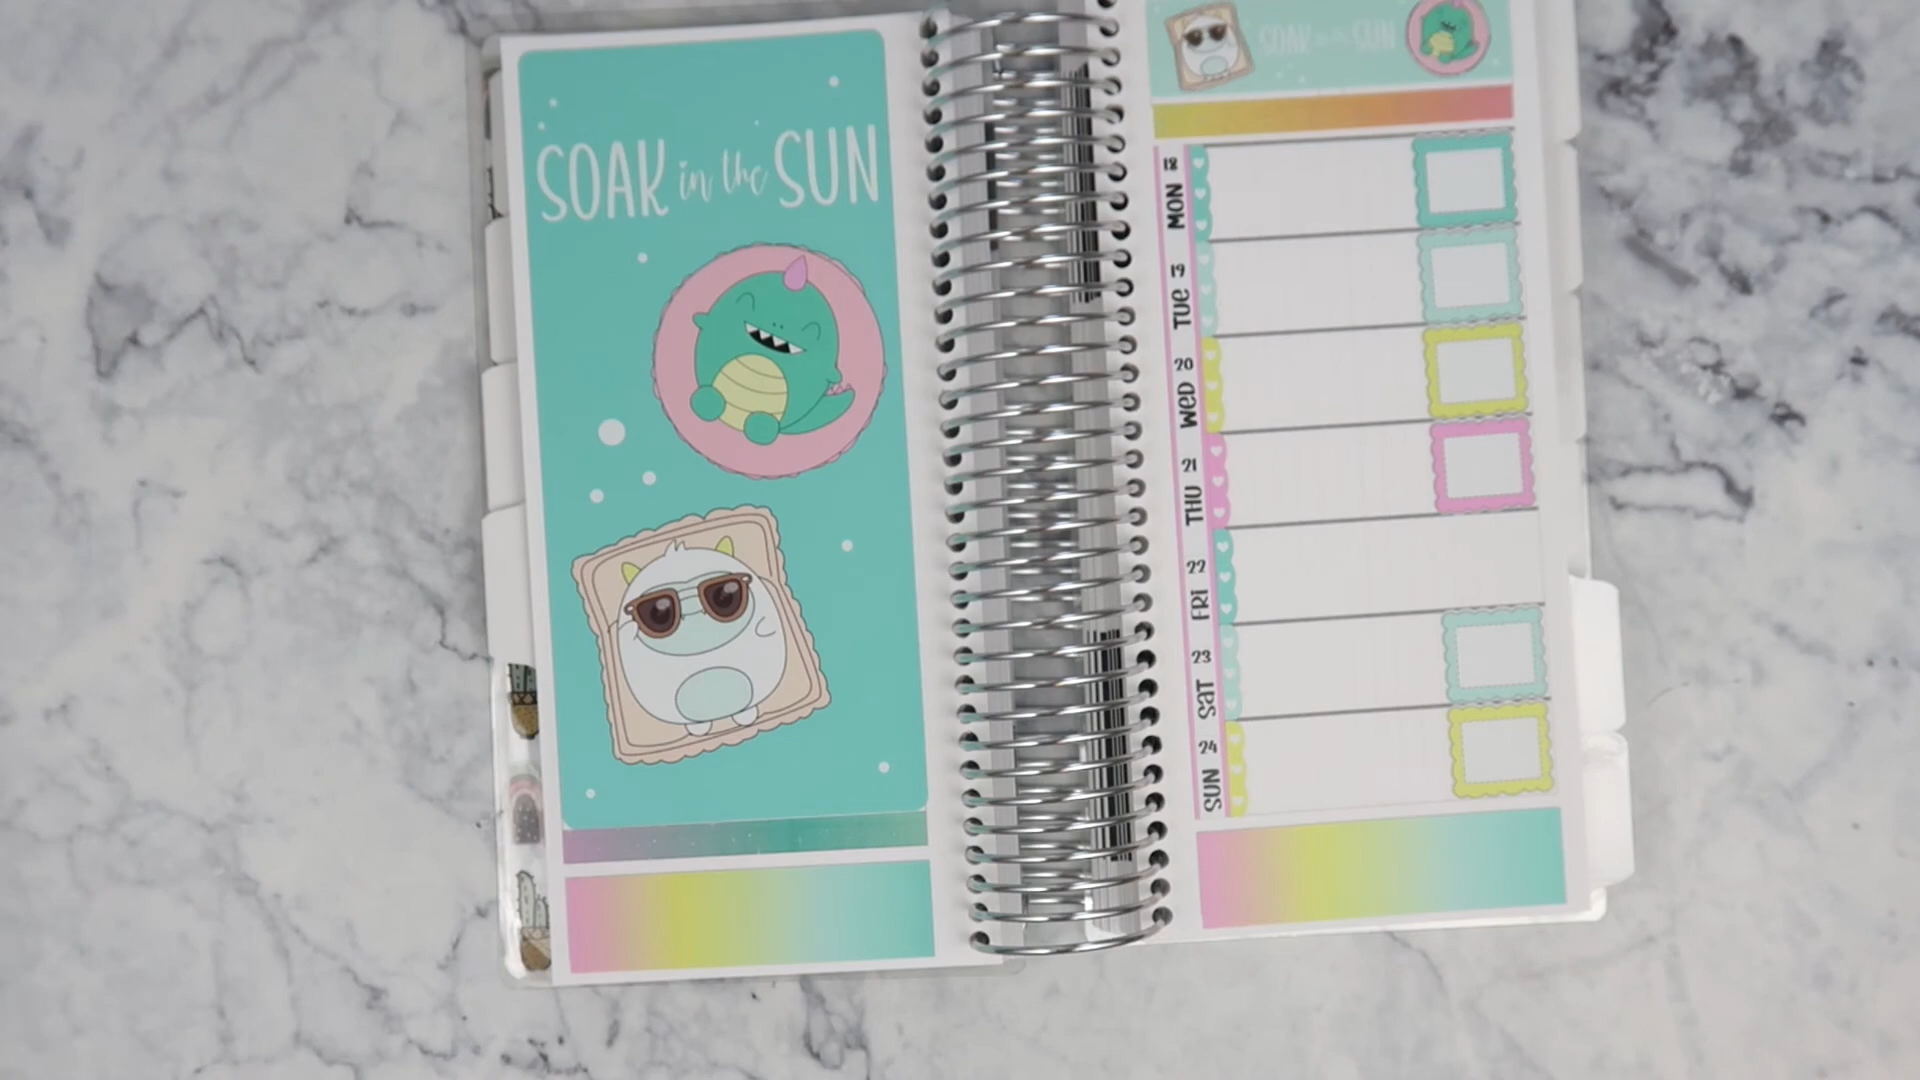 SOAK in the SUN
SOAK in the SUN
18
MON
19
TUE
20
WED
21
THU
22
FRI
23
SAT
24
SUN